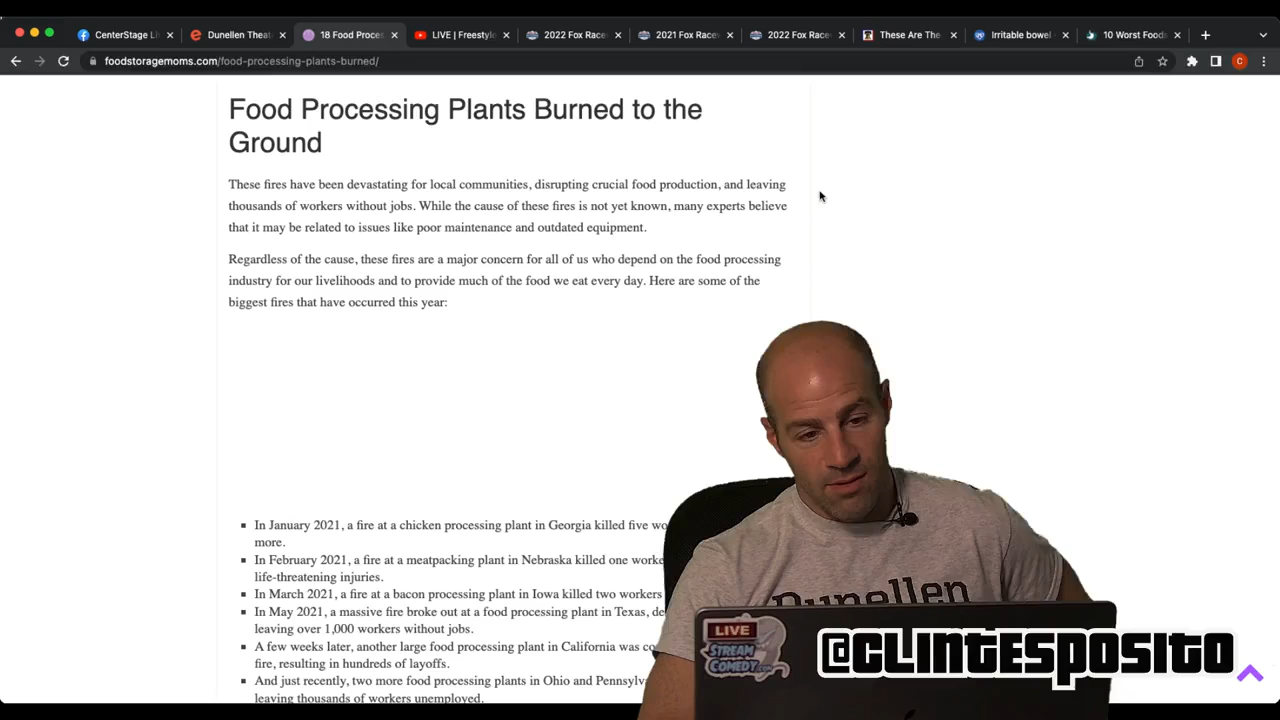 CenterStage Li
Dunellen Theat
18 Food Proces
LIVE | Freestyle
2022 Fox Race
2021 Fox Race
2022 Fox Race
These Are The
Irritable bowel
10 Worst Foods
foodstoragemoms.com/food-processing-plants-burned/
Food Processing Plants Burned to the
Ground
These fires have been devastating for local communities, disrupting crucial food production, and leaving
thousands of workers without jobs. While the cause of these fires is not yet known, many experts believe
that it may be related to issues like poor maintenance and outdated equipment.
Regardless of the cause, these fires are a major concern for all of us who depend on the food processing
industry for our livelihoods and to provide much of the food we eat every day. Here are some of the
biggest fires that have occurred this year:
In January 2021, a fire at a chicken processing plant in Georgia killed five wo
more.
In February 2021, a fire at a meatpacking plant in Nebraska killed one worke
life-threatening injuries.
In March 2021, a fire at a bacon processing plant in Iowa killed two workers
In May 2021, a massive fire broke out at a food processing plant in Texas, de
leaving over 1,000 workers without jobs.
A few weeks later, another large food processing plant in California was co
fire, resulting in hundreds of layoffs.
And just recently, two more food processing plants in Ohio and Pennsylva
leaving thousands of workers unemployed.
Dunellen
LIVE
STREAM
COMEDY.com
@CLINTESPOSITO